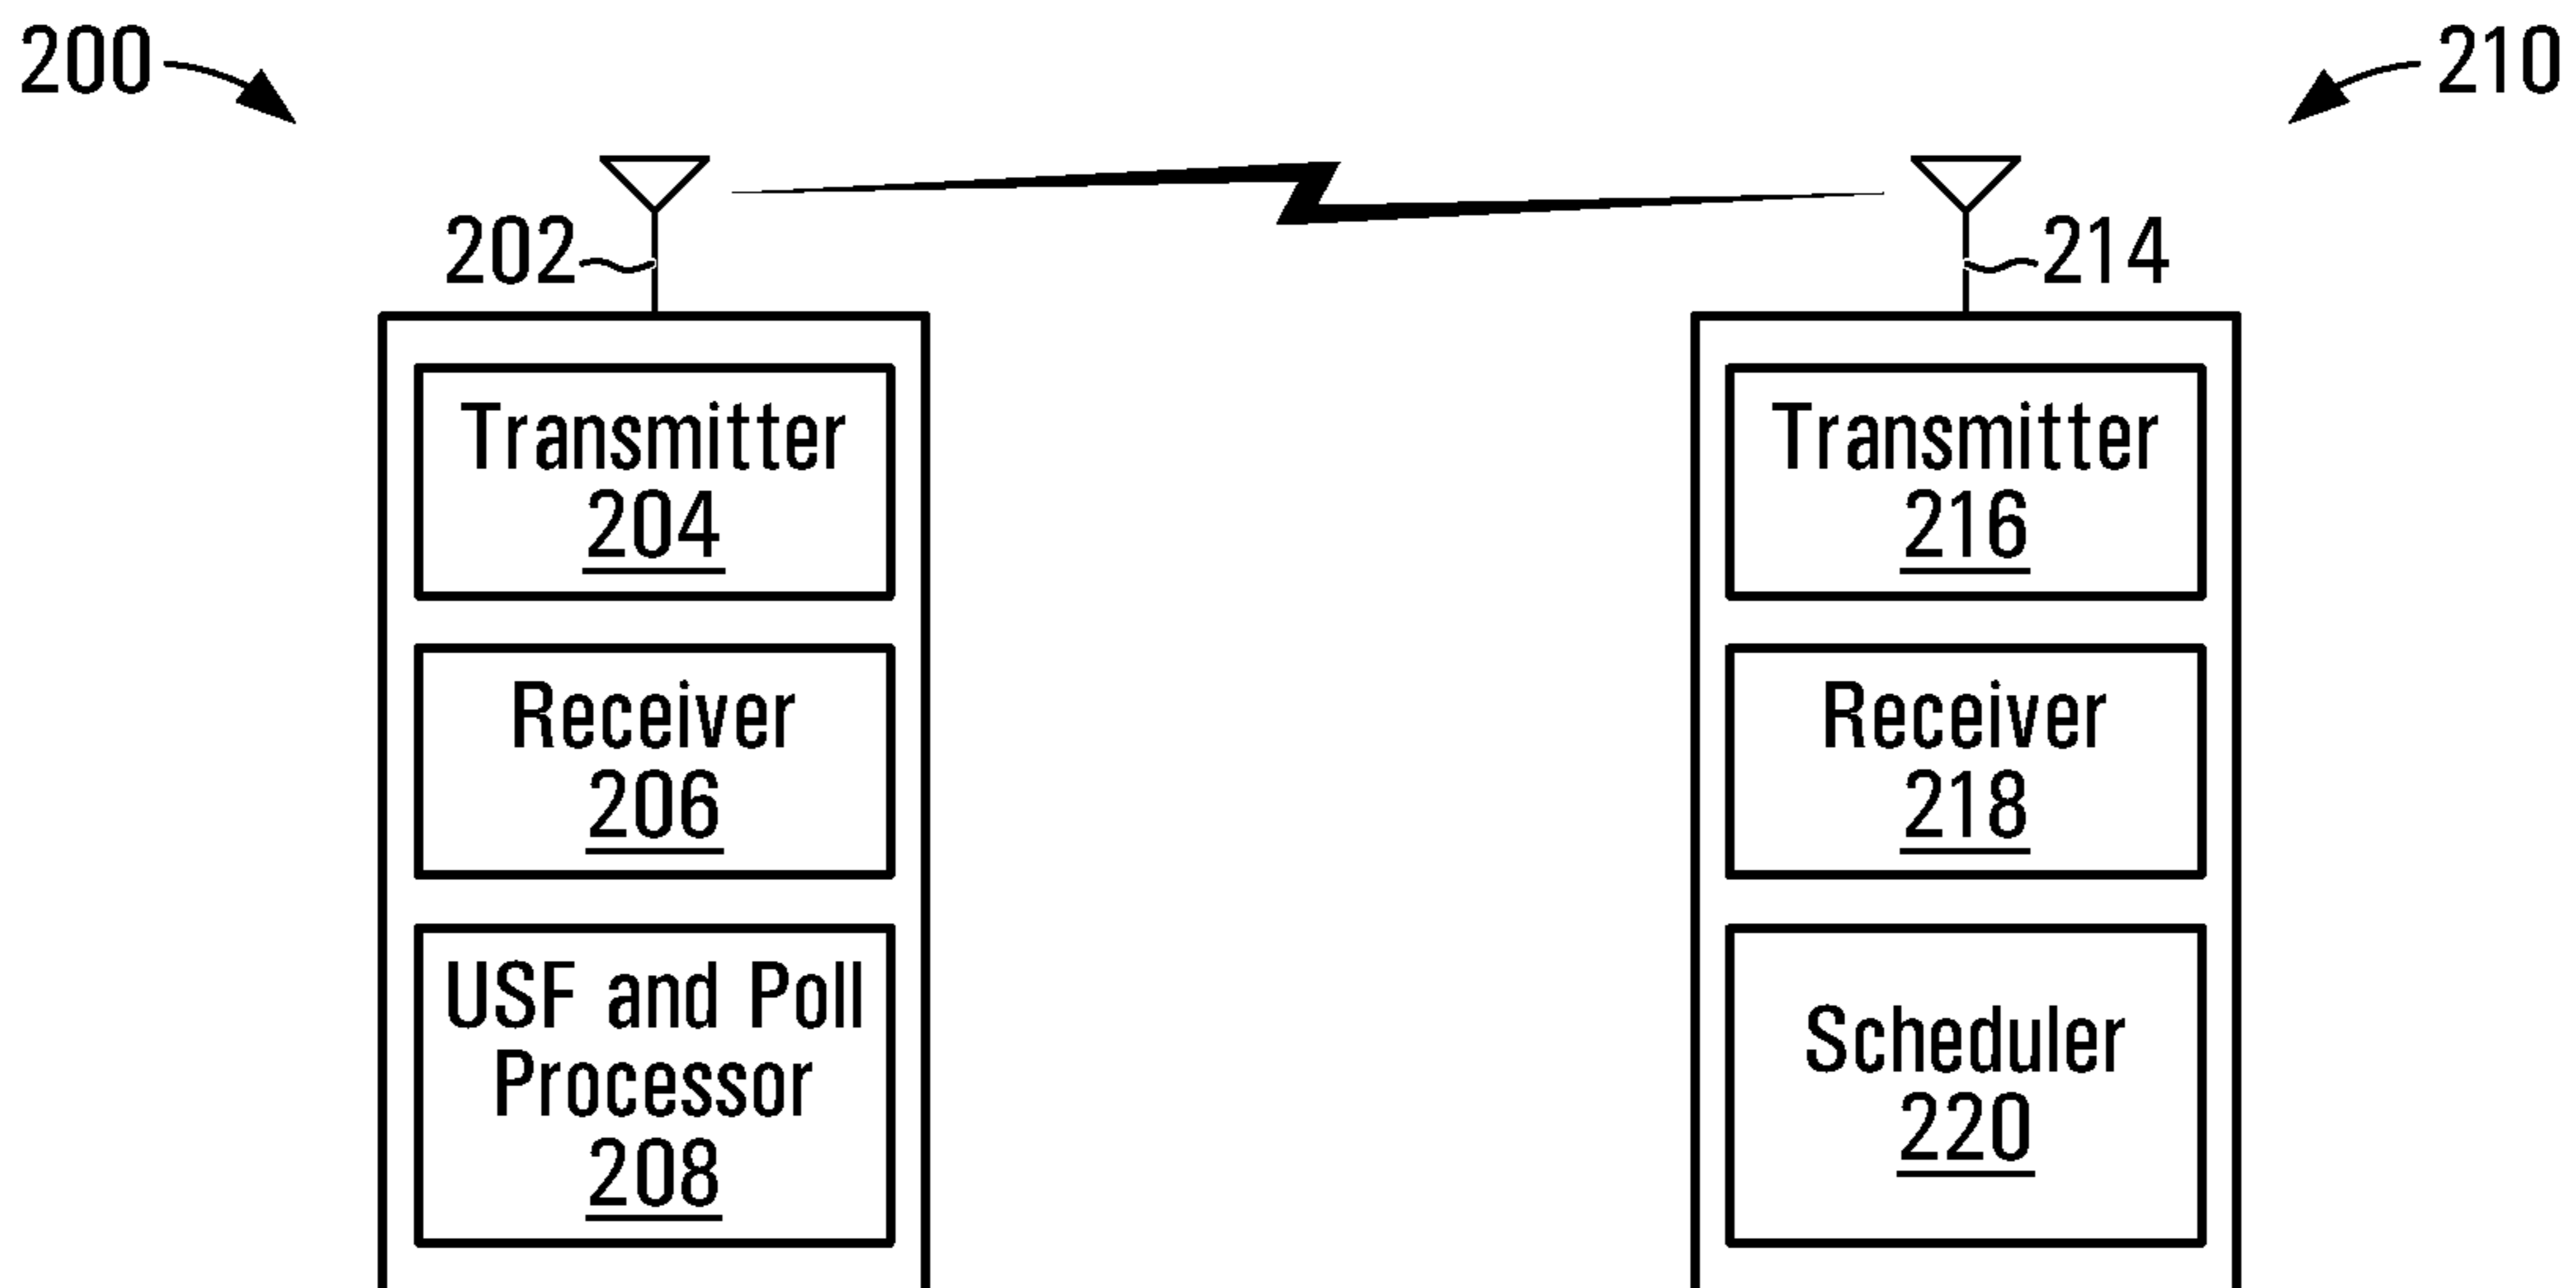 200
210
202
214
Transmitter
204
Receiver
206
USF and Poll
Processor
208
Transmitter
216
Receiver
218
Scheduler
220